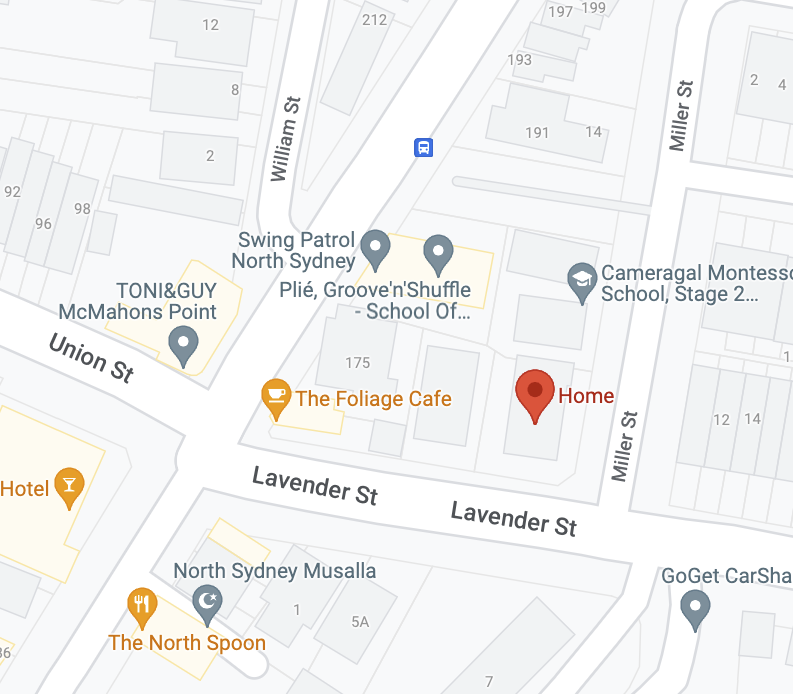 197
199
212
12
193
8
Miller St
2
4
191
14
William St
2
92
96
98
Swing Patrol
North Sydney
Plié, Groove'n'Shuffle
- School Of...
Cameragal Montesso
School, Stage 2...
TONI&GUY
McMahons Point
Union St
175
The Foliage Cafe
Home
12
14
Miller St
Hotel
Lavender St
Lavender St
North Sydney Musalla
GoGet CarSha
1
5A
The North Spoon
36
7